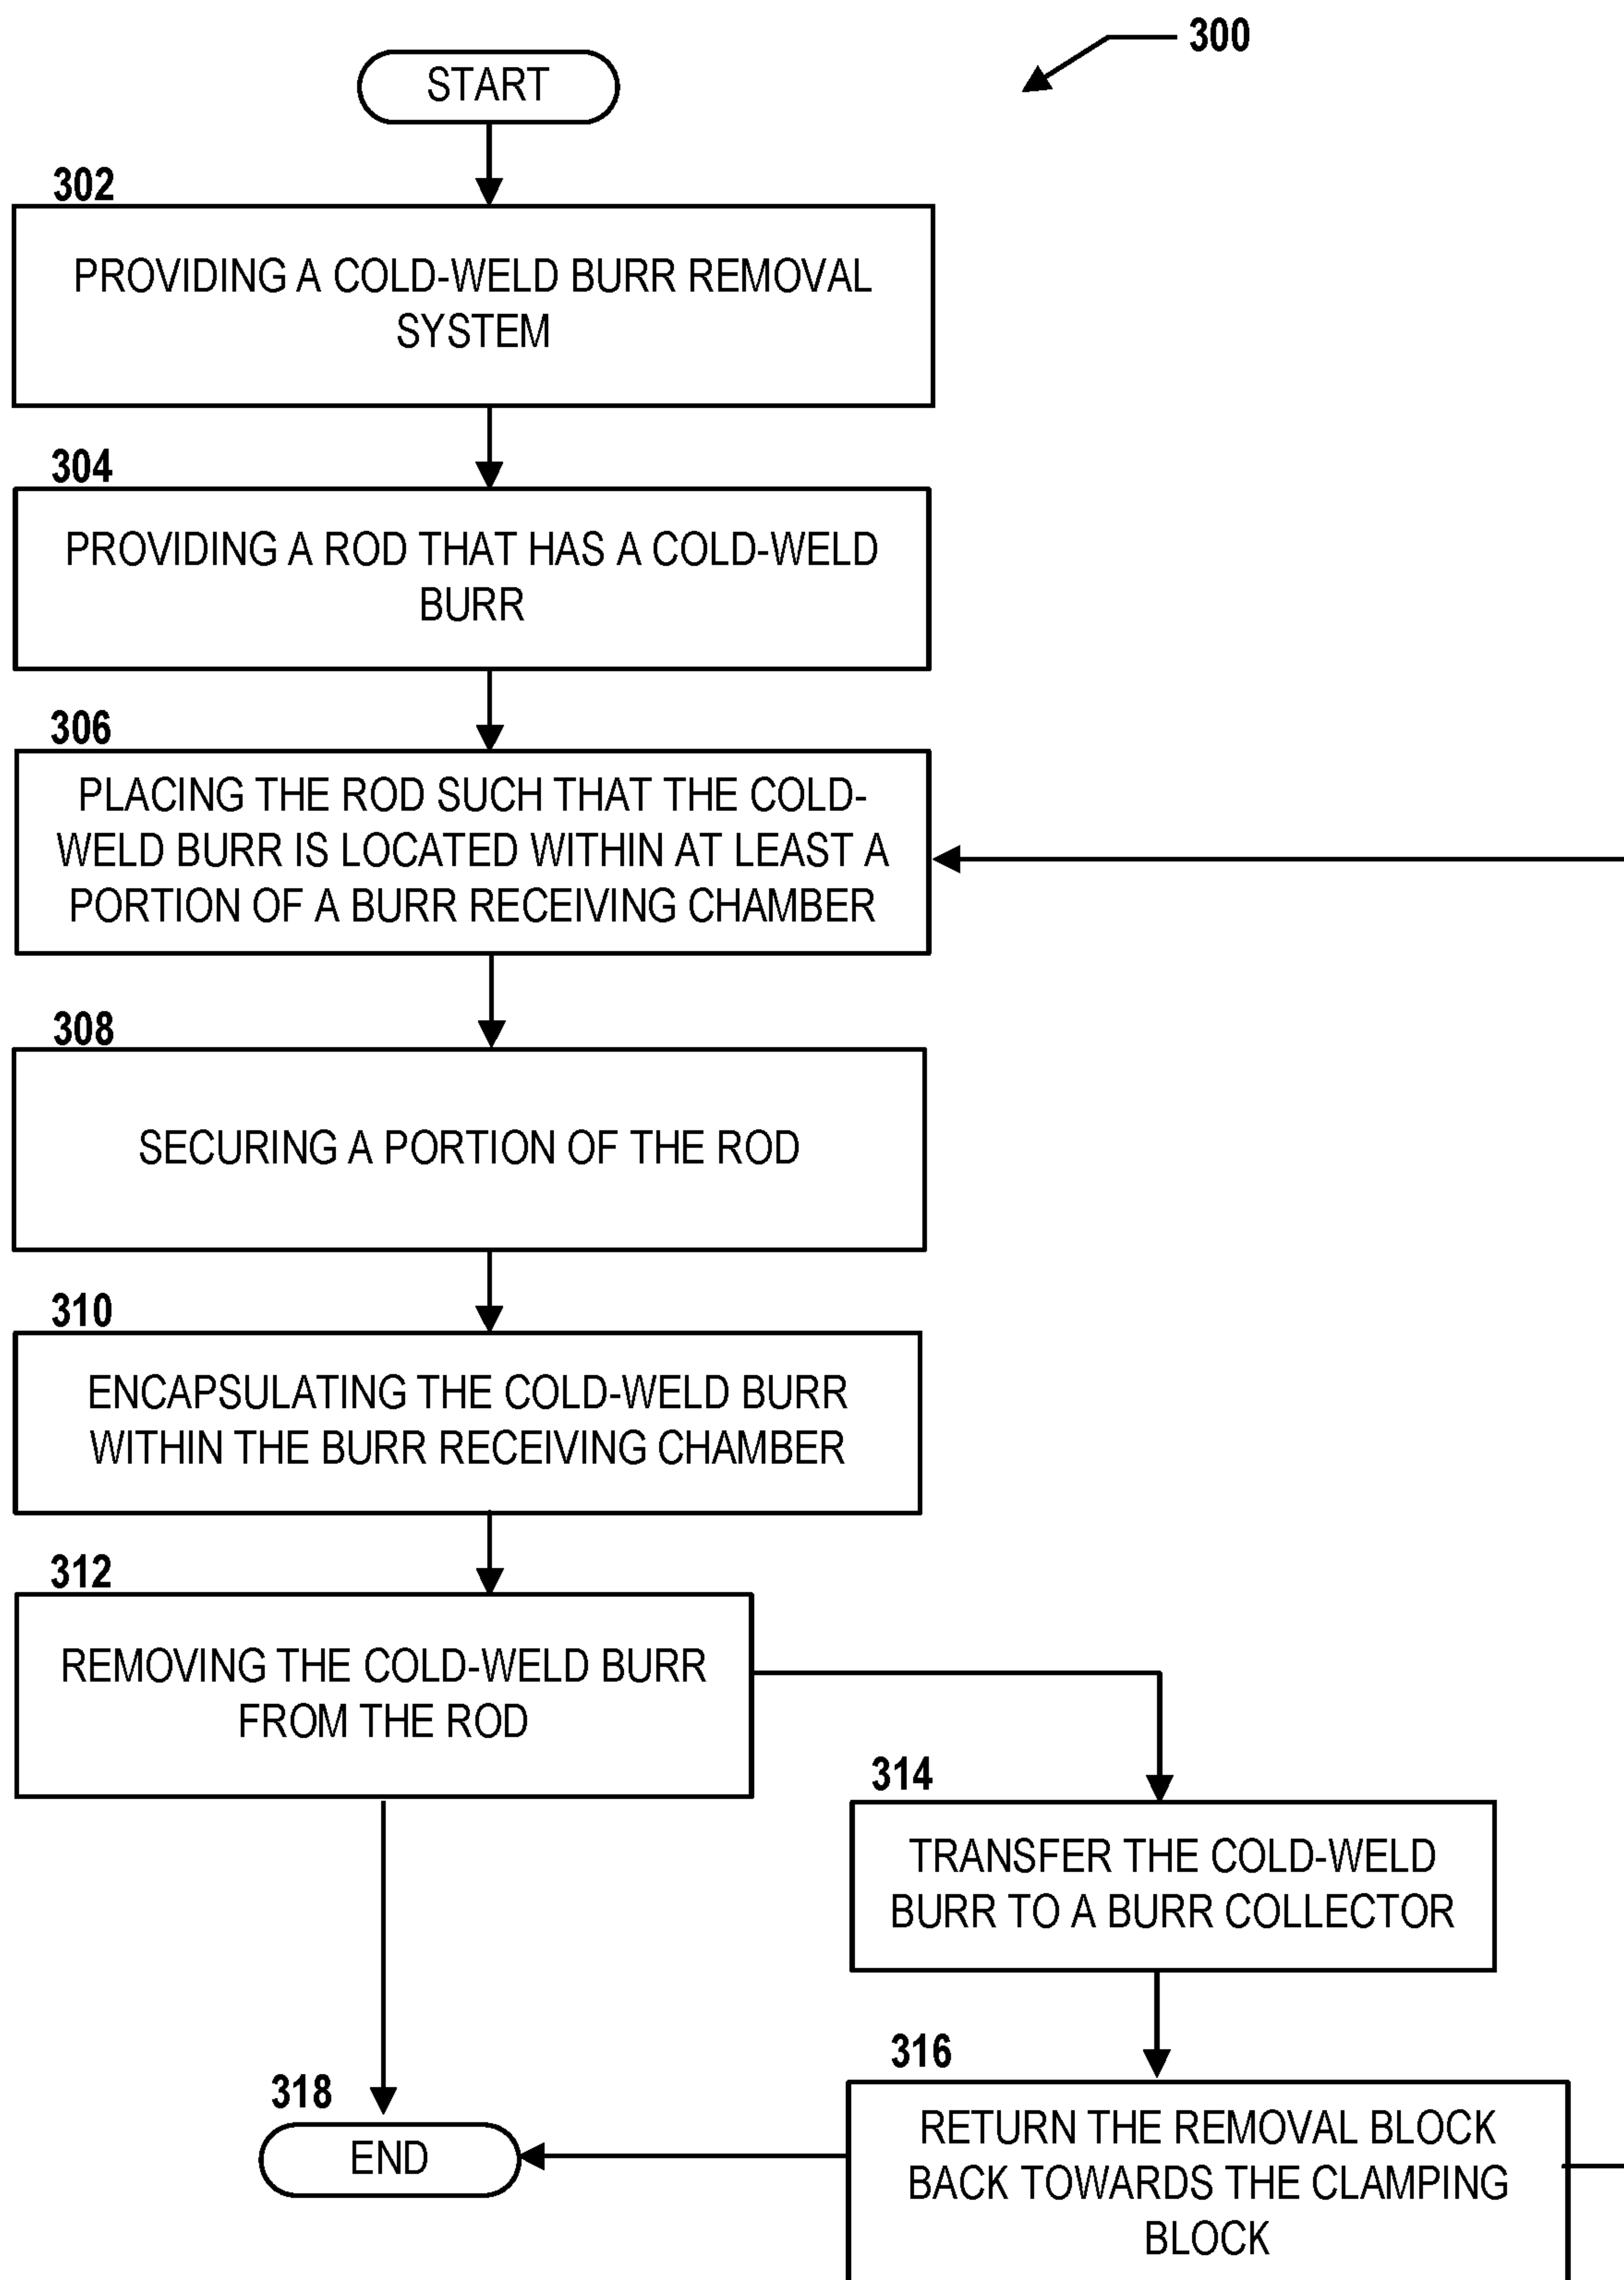 300
START
302
PROVIDING A COLD-WELD BURR REMOVAL
SYSTEM
304
PROVIDING A ROD THAT HAS A COLD-WELD
BURR
306
PLACING THE ROD SUCH THAT THE COLD-
WELD BURR IS LOCATED WITHIN AT LEAST A
PORTION OF A BURR RECEIVING CHAMBER
308
SECURING A PORTION OF THE ROD
310
ENCAPSULATING THE COLD-WELD BURR
WITHIN THE BURR RECEIVING CHAMBER
312
REMOVING THE COLD-WELD BURR
FROM THE ROD
314
TRANSFER THE COLD-WELD
BURR TO A BURR COLLECTOR
316
RETURN THE REMOVAL BLOCK
BACK TOWARDS THE CLAMPING
BLOCK
318
END